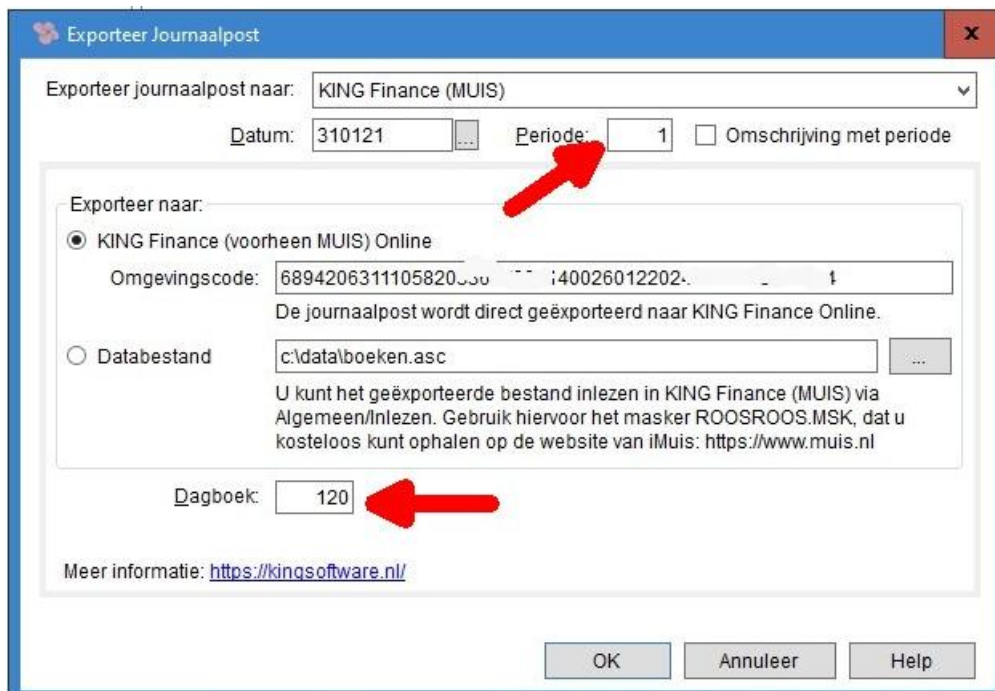 Exporteer Journaalpost
x
Exporteer journaalpost naar: KING Finance (MUIS)
Datum: 310121 ... Periode: 1 Omschrijving met periode
Exporteer naar:
KING Finance (voorheen MUIS) Online
Omgevingscode:
De journaalpost wordt direct geëxporteerd naar KING Finance Online.
Databestand c:\data\boeken.asc ...
U kunt het geëxporteerde bestand inlezen in KING Finance (MUIS) via
Algemeen/Inlezen. Gebruik hiervoor het masker ROOSROOS.MSK, dat u
kosteloos kunt ophalen op de website van iMuis: https://www.muis.nl
Dagboek: 120
Meer informatie: https://kingsoftware.nl/
OK Annuleer Help